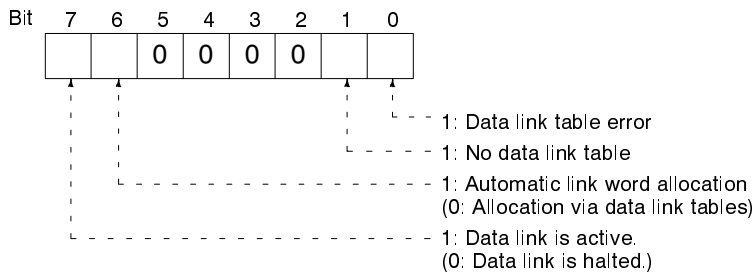 Bit 7 6 5 4 3 2 1 0
0 0 0 0
1: Data link table error
1: No data link table
1: Automatic link word allocation
(0: Allocation via data link tables)
1: Data link is active.
(0: Data link is halted.)